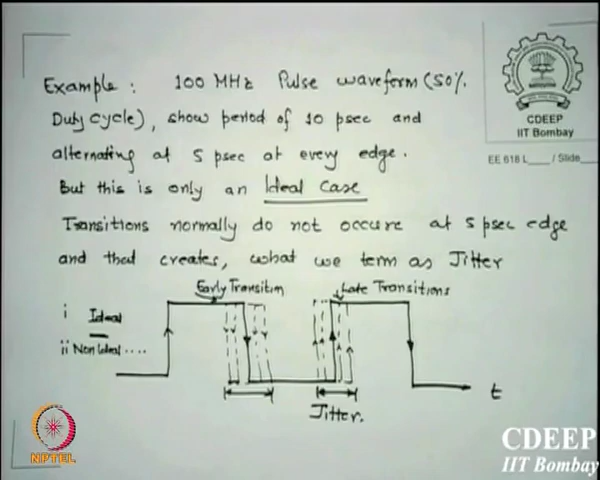 Example: 100 MHz Pulse waveform (50%
Duty cycle), show period of 10 psec and
alternating at 5 psec at every edge.
But this is only an Ideal Case
Transitions normally do not occure at 5 psec edge
and that creates, what we term as Jitter
Early Transition Late Transitions
i Ideal
ii Non Ideal ....
t
Jitter.
CDEEP
IIT Bombay
EE 618 L___ / Slide___
NPTEL
CDEEP
IIT Bombay